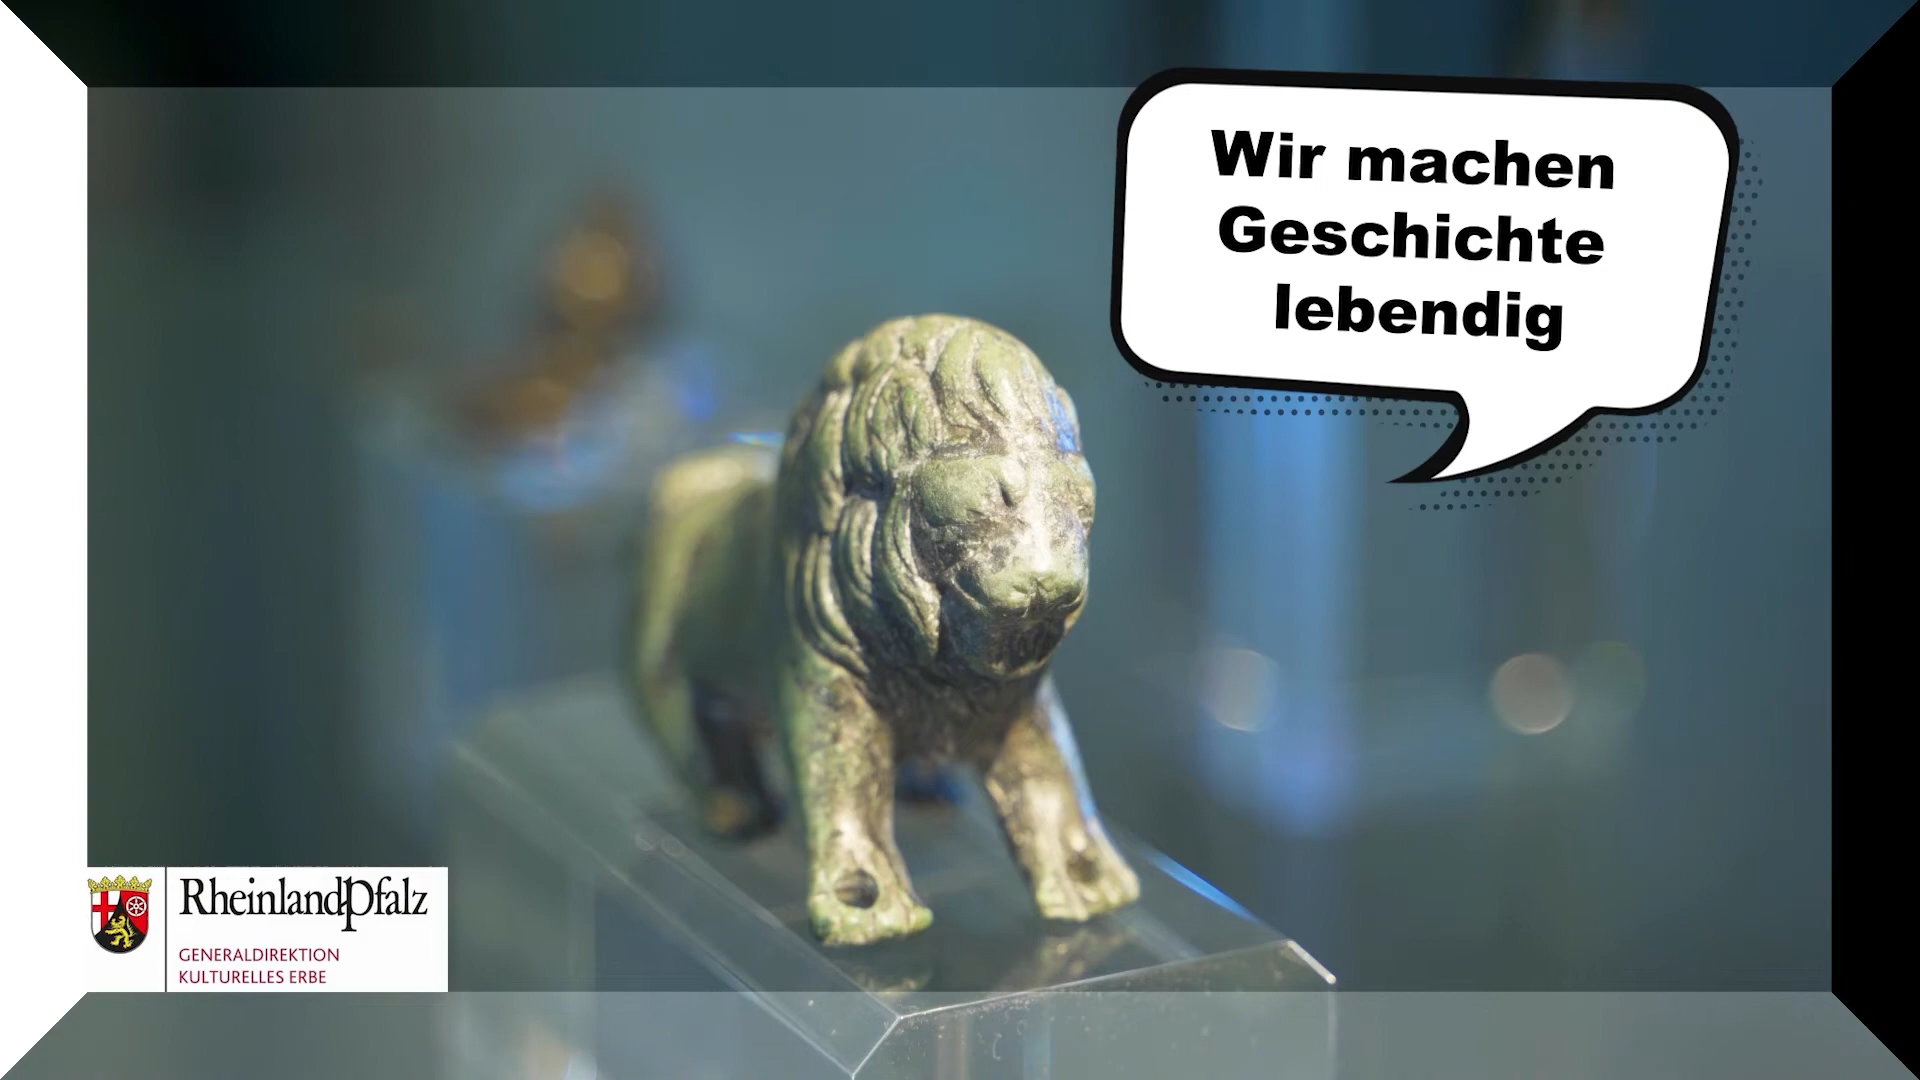 Wir machen
Geschichte
lebendig
RheinlandPfalz
GENERALDIREKTION
KULTURELLES ERBE